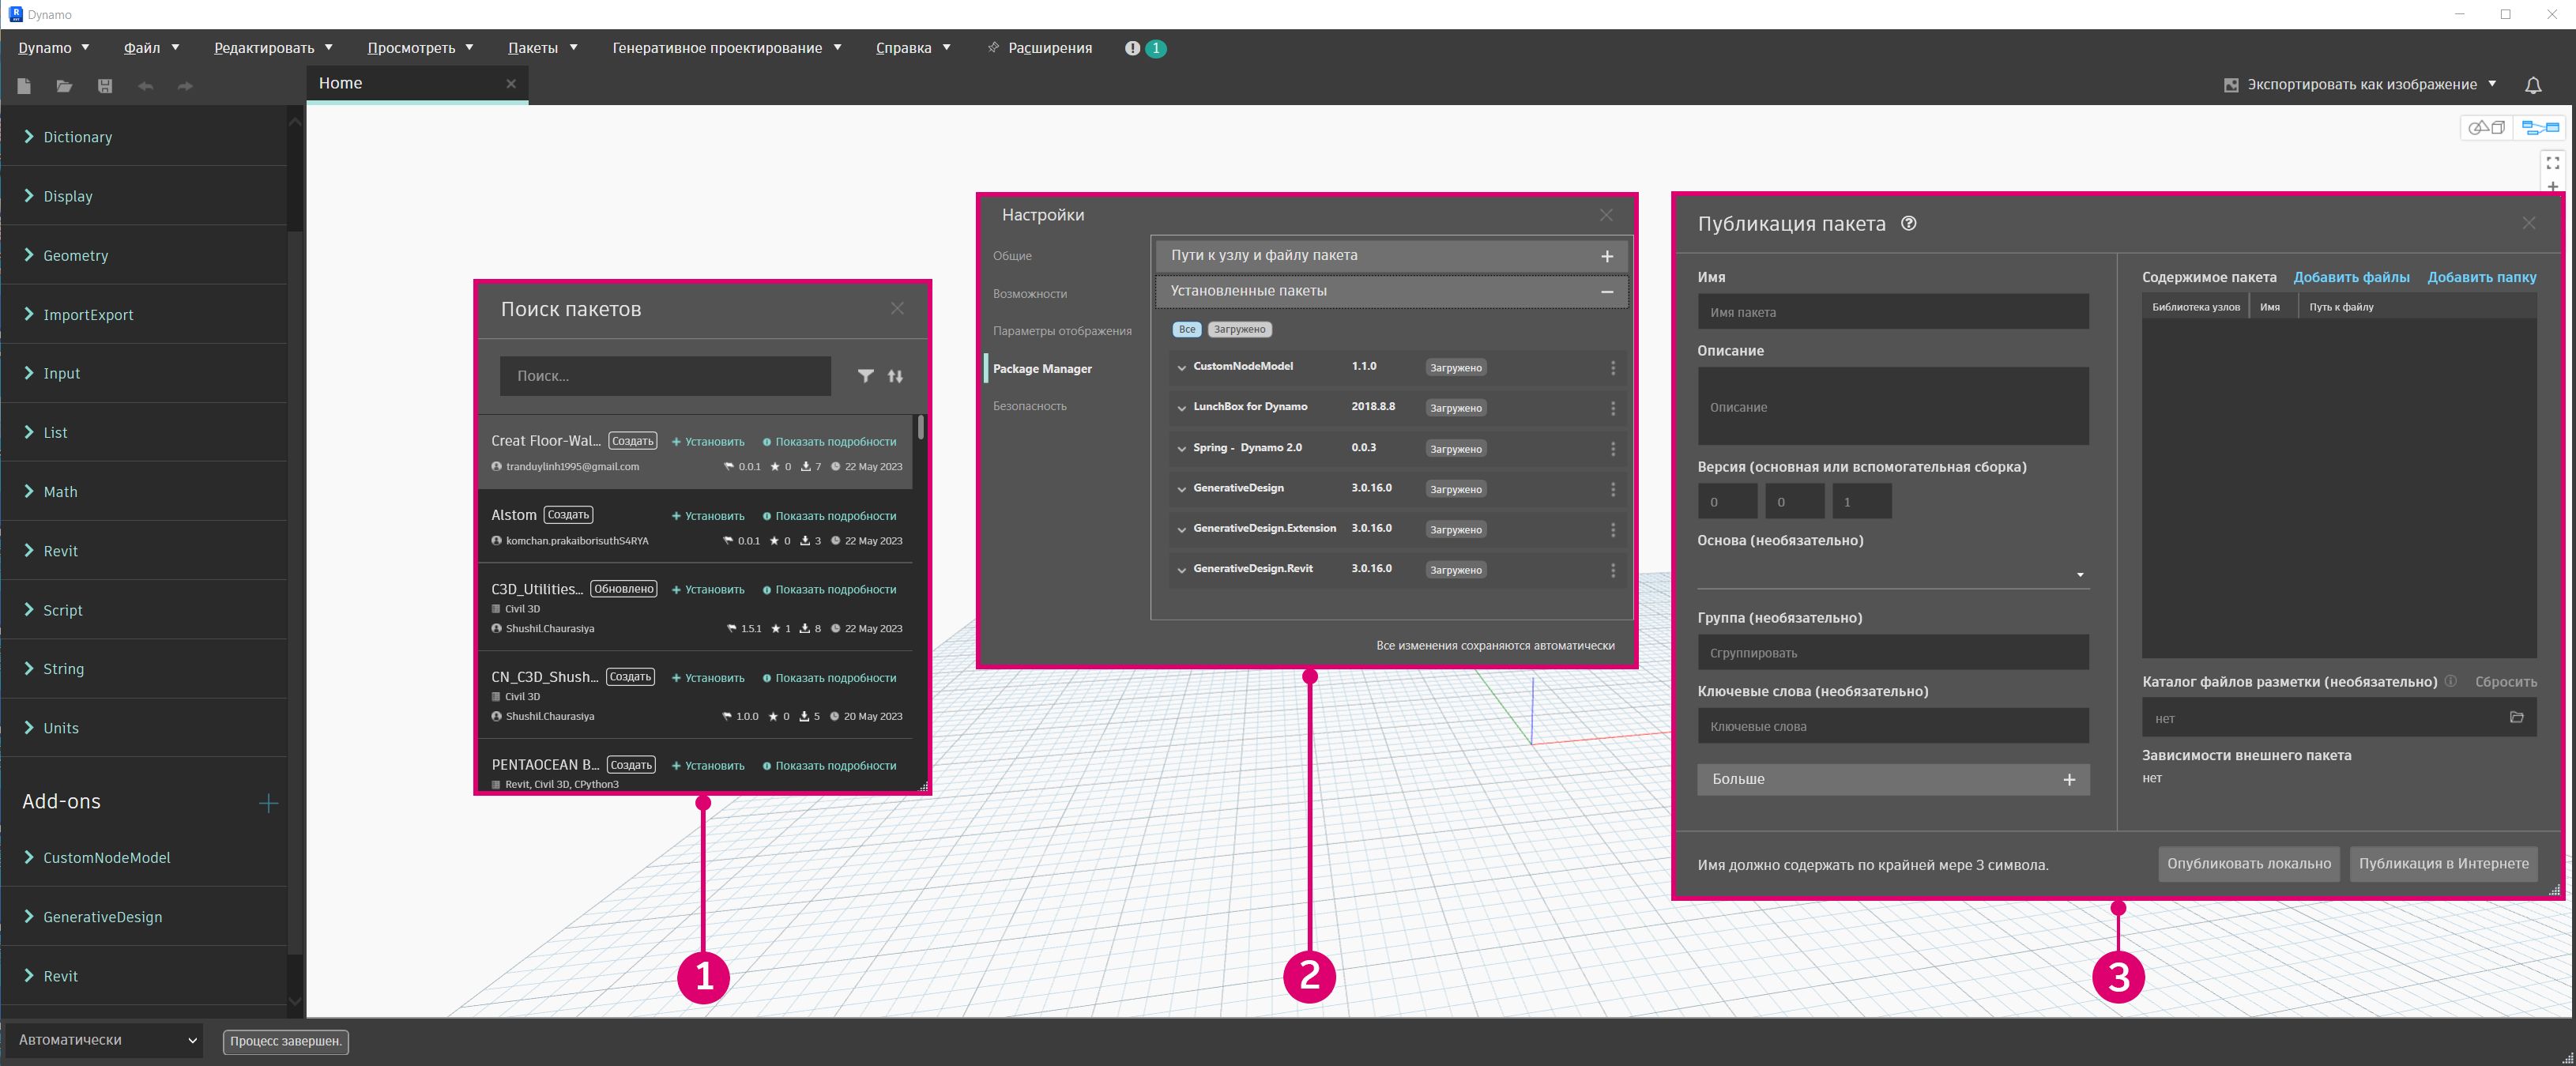 Dynamo
Dynamo Файл Редактировать Просмотреть Пакеты Генеративное проектирование Справка Расширения 1
Home
Экспортировать как изображение
Dictionary
Display
Geometry
ImportExport
Input
List
Math
Revit
Script
String
Units
Add-ons
CustomNodeModel
GenerativeDesign
Revit
Автоматически
Процесс завершен.
Поиск пакетов
Поиск...
Creat Floor-Wal... Создать Установить Показать подробности
tranduylinh1995@gmail.com 0.0.1 0 7 22 May 2023
Alstom Создать Установить Показать подробности
komchan.prakaiborisuthS4RYA 0.0.1 0 3 22 May 2023
C3D_Utilities... Обновлено Установить Показать подробности
Civil 3D
Shushil.Chaurasiya 1.5.1 1 8 22 May 2023
CN_C3D_Shush... Создать Установить Показать подробности
Civil 3D
Shushil.Chaurasiya 1.0.0 0 5 20 May 2023
PENTAOCEAN B... Создать Установить Показать подробности
Revit, Civil 3D, CPython3
1
Настройки
Общие
Возможности
Параметры отображения
Package Manager
Безопасность
Пути к узлу и файлу пакета
Установленные пакеты
Все Загружено
CustomNodeModel 1.1.0 Загружено
LunchBox for Dynamo 2018.8.8 Загружено
Spring - Dynamo 2.0 0.0.3 Загружено
GenerativeDesign 3.0.16.0 Загружено
GenerativeDesign.Extension 3.0.16.0 Загружено
GenerativeDesign.Revit 3.0.16.0 Загружено
Все изменения сохраняются автоматически
2
Публикация пакета
Имя
Имя пакета
Описание
Описание
Версия (основная или вспомогательная сборка)
0 0 1
Основа (необязательно)
Группа (необязательно)
Сгруппировать
Ключевые слова (необязательно)
Ключевые слова
Больше
Содержимое пакета Добавить файлы Добавить папку
Библиотека узлов Имя Путь к файлу
Каталог файлов разметки (необязательно) Сбросить
нет
Зависимости внешнего пакета
нет
Имя должно содержать по крайней мере 3 символа.
Опубликовать локально Публикация в Интернете
3